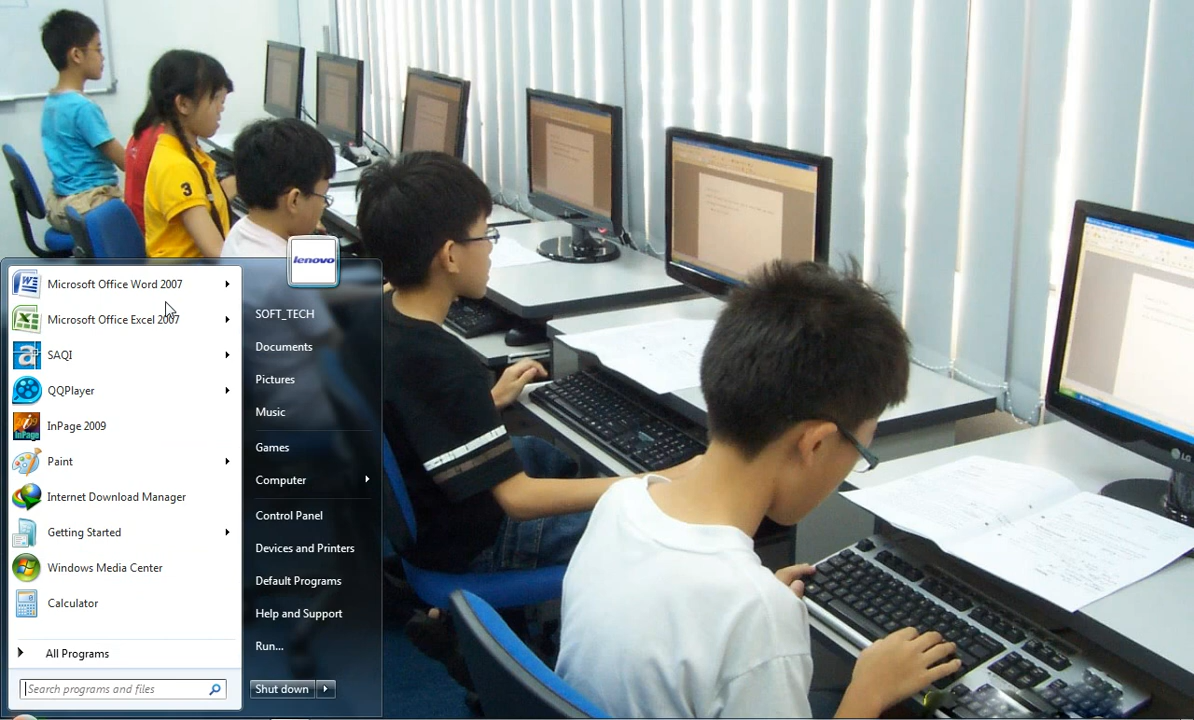 lenovo
Microsoft Office Word 2007
Microsoft Office Excel 2007
SAQI
QQPlayer
InPage 2009
Paint
Internet Download Manager
Getting Started
Windows Media Center
Calculator
All Programs
Search programs and files
SOFT_TECH
Documents
Pictures
Music
Games
Computer
Control Panel
Devices and Printers
Default Programs
Help and Support
Run...
Shut down
3
LG